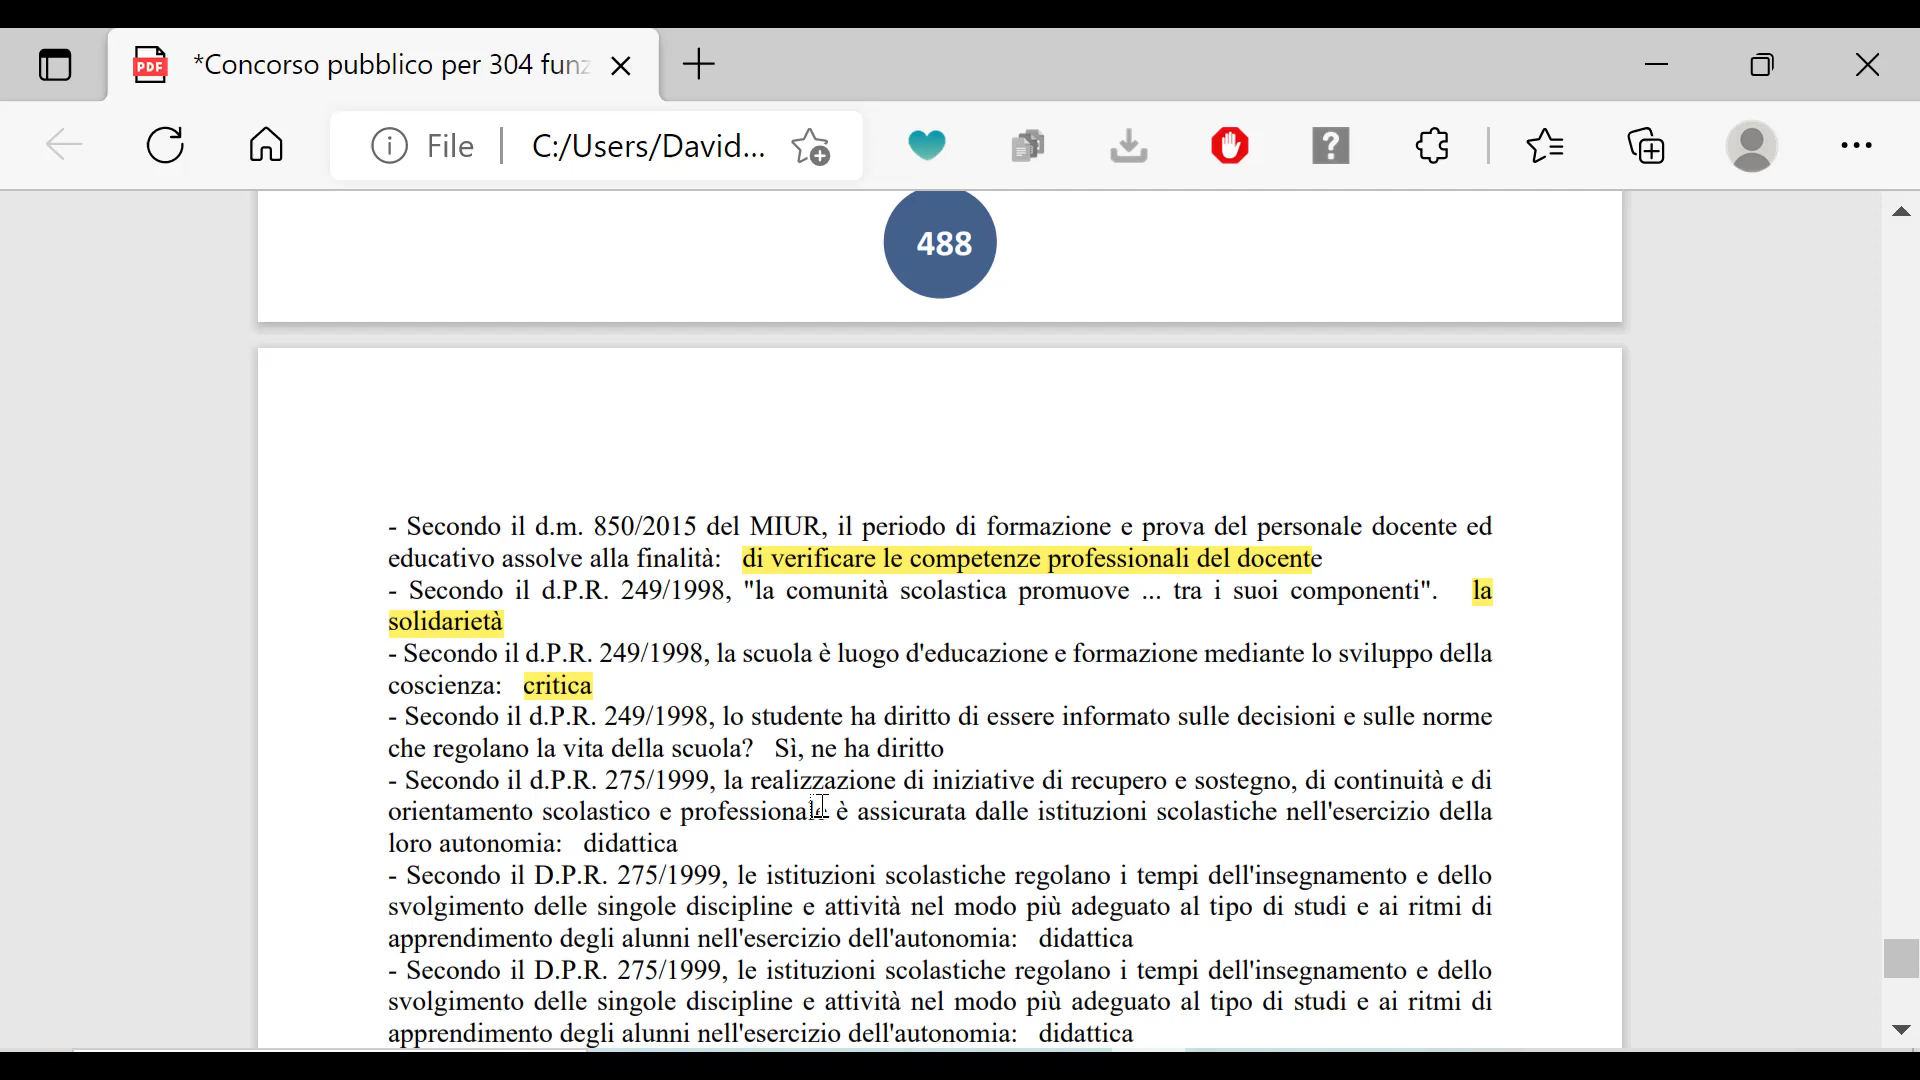 *Concorso pubblico per 304 funz
File
C:/Users/David...
488
- Secondo il d.m. 850/2015 del MIUR, il periodo di formazione e prova del personale docente ed
educativo assolve alla finalità: di verificare le competenze professionali del docente
- Secondo il d.P.R. 249/1998, "la comunità scolastica promuove ... tra i suoi componenti". la
solidarietà
- Secondo il d.P.R. 249/1998, la scuola è luogo d'educazione e formazione mediante lo sviluppo della
coscienza: critica
- Secondo il d.P.R. 249/1998, lo studente ha diritto di essere informato sulle decisioni e sulle norme
che regolano la vita della scuola? Sì, ne ha diritto
- Secondo il d.P.R. 275/1999, la realizzazione di iniziative di recupero e sostegno, di continuità e di
orientamento scolastico e professionale è assicurata dalle istituzioni scolastiche nell'esercizio della
loro autonomia: didattica
- Secondo il D.P.R. 275/1999, le istituzioni scolastiche regolano i tempi dell'insegnamento e dello
svolgimento delle singole discipline e attività nel modo più adeguato al tipo di studi e ai ritmi di
apprendimento degli alunni nell'esercizio dell'autonomia: didattica
- Secondo il D.P.R. 275/1999, le istituzioni scolastiche regolano i tempi dell'insegnamento e dello
svolgimento delle singole discipline e attività nel modo più adeguato al tipo di studi e ai ritmi di
apprendimento degli alunni nell'esercizio dell'autonomia: didattica